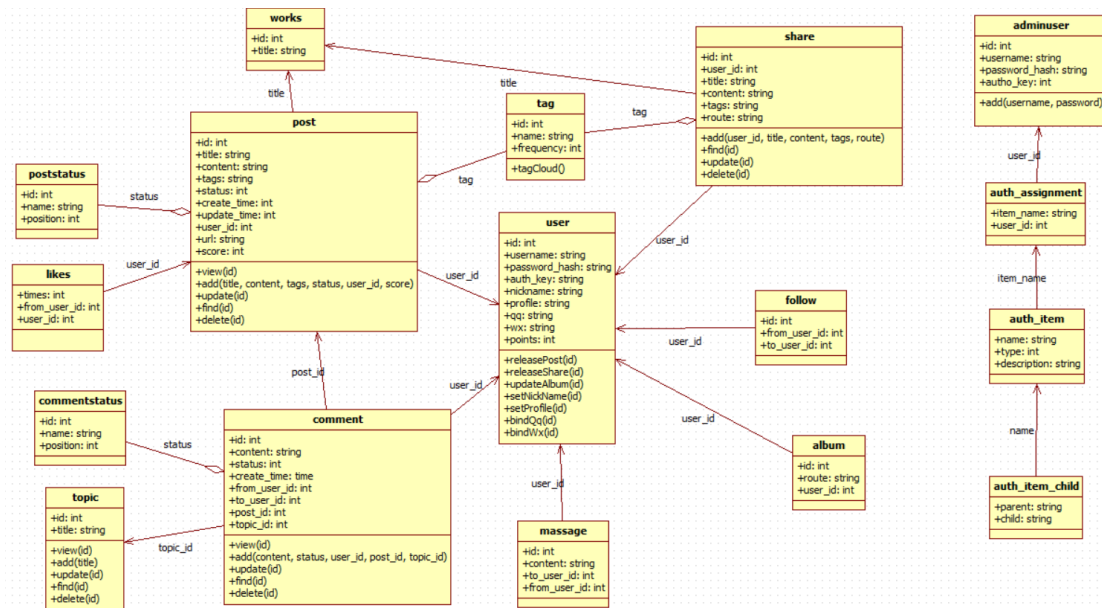 works
+id: int
+title: string
share
+id: int
+user_id: int
+title: string
+content: string
+tags: string
+route: string
+add(user_id, title, content, tags, route)
+find(id)
+update(id)
+delete(id)
adminuser
+id: int
+username: string
+password_hash: string
+autho_key: int
+add(username, password)
title
title
tag
+id: int
+name: string
+frequency: int
+tagCloud()
tag
tag
post
+id: int
+title: string
+content: string
+tags: string
+status: int
+create_time: int
+update_time: int
+user_id: int
+url: string
+score: int
+view(id)
+add(title, content, tags, status, user_id, score)
+update(id)
+find(id)
+delete(id)
poststatus
+id: int
+name: string
+position: int
status
likes
+times: int
+from_user_id: int
+user_id: int
user_id
user_id
user
+id: int
+username: string
+password_hash: string
+auth_key: string
+nickname: string
+profile: string
+qq: string
+wx: string
+points: int
+releasePost(id)
+releaseShare(id)
+updateAlbum(id)
+setNickName(id)
+setProfile(id)
+bindQq(id)
+bindWx(id)
user_id
user_id
auth_assignment
+item_name: string
+user_id: int
item_name
follow
+id: int
+from_user_id: int
+to_user_id: int
user_id
auth_item
+name: string
+type: int
+description: string
name
post_id
user_id
commentstatus
+id: int
+name: string
+position: int
status
comment
+id: int
+content: string
+status: int
+create_time: time
+from_user_id: int
+to_user_id: int
+post_id: int
+topic_id: int
+view(id)
+add(content, status, user_id, post_id, topic_id)
+update(id)
+find(id)
+delete(id)
user_id
album
+id: int
+route: string
+user_id: int
auth_item_child
+parent: string
+child: string
topic
+id: int
+title: string
+view(id)
+add(title)
+update(id)
+find(id)
+delete(id)
topic_id
user_id
massage
+id: int
+content: string
+to_user_id: int
+from_user_id: int